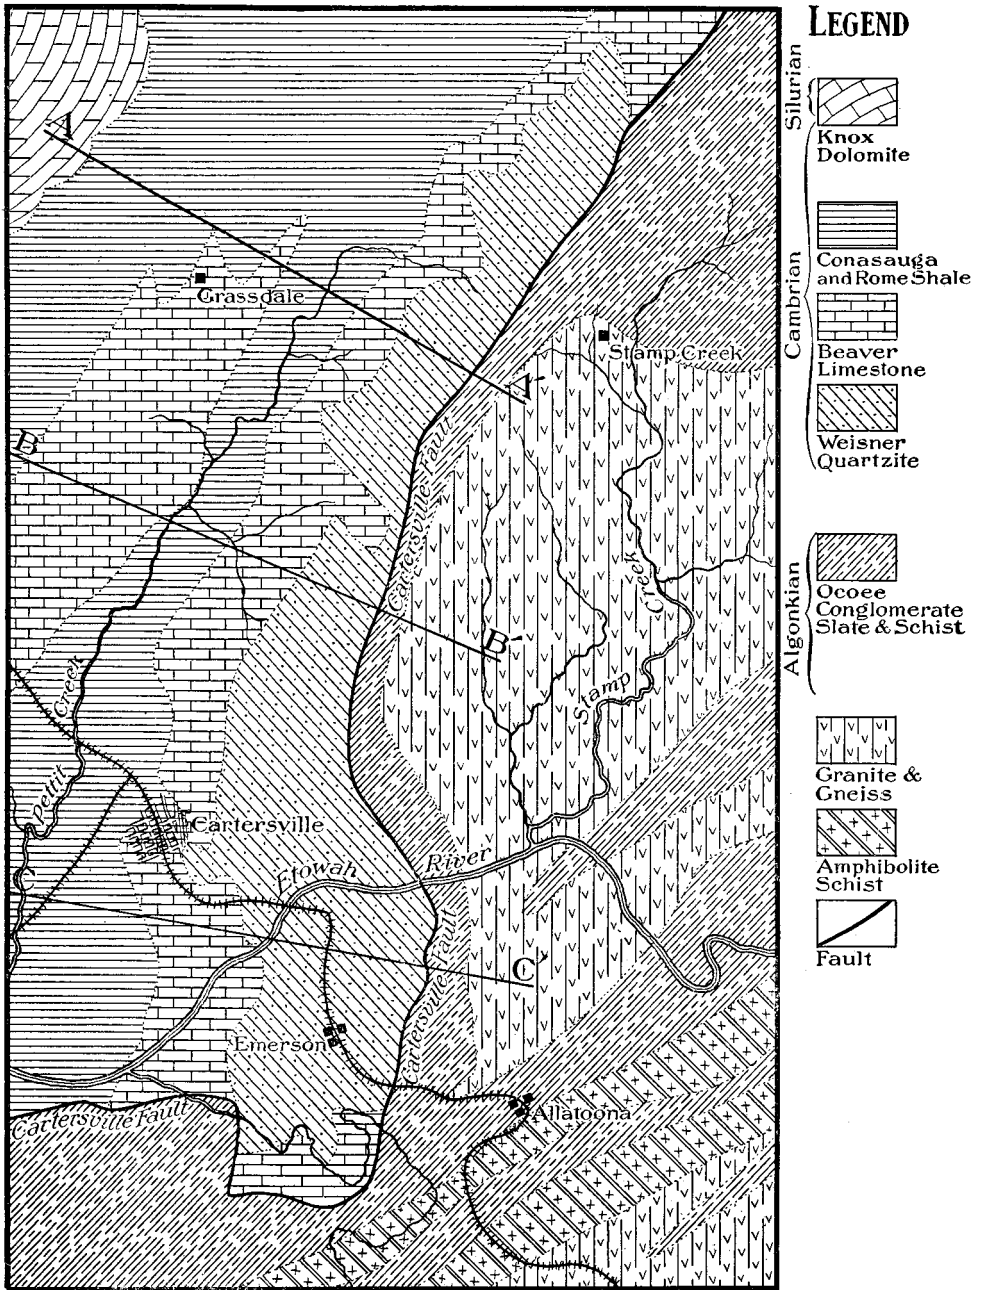 LEGEND
Silurian
Knox
Dolomite
Cambrian
Conasauga
and Rome Shale
Beaver
Limestone
Weisner
Quartzite
Algonkian
Ocoee
Conglomerate
Slate & Schist
Granite &
Gneiss
Amphibolite
Schist
Fault
A
Grassdale
Stamp Creek
A'
B
Cartersville Fault
Cartersville Fault
B'
Creek
Stamp
Creek
Pettit
Cartersville
Etowah
River
C
C'
Cartersville Fault
Emerson
Allatoona
Cartersville Fault